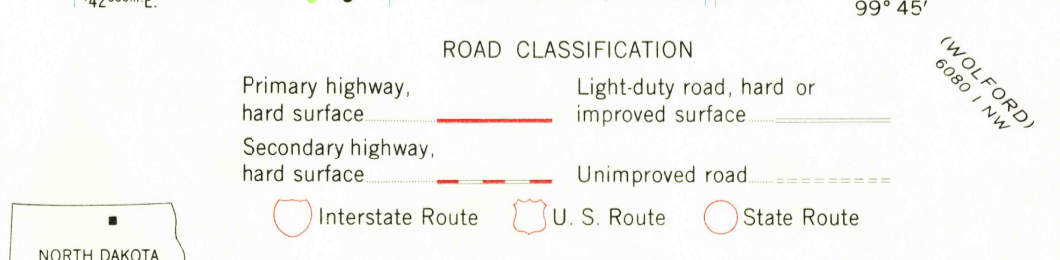 99° 45′
ROAD CLASSIFICATION
Primary highway,
hard surface
Light-duty road, hard or
improved surface
Secondary highway,
hard surface
Unimproved road
Interstate Route
U. S. Route
State Route
(WOLFORD)
6080 I NW
NORTH DAKOTA